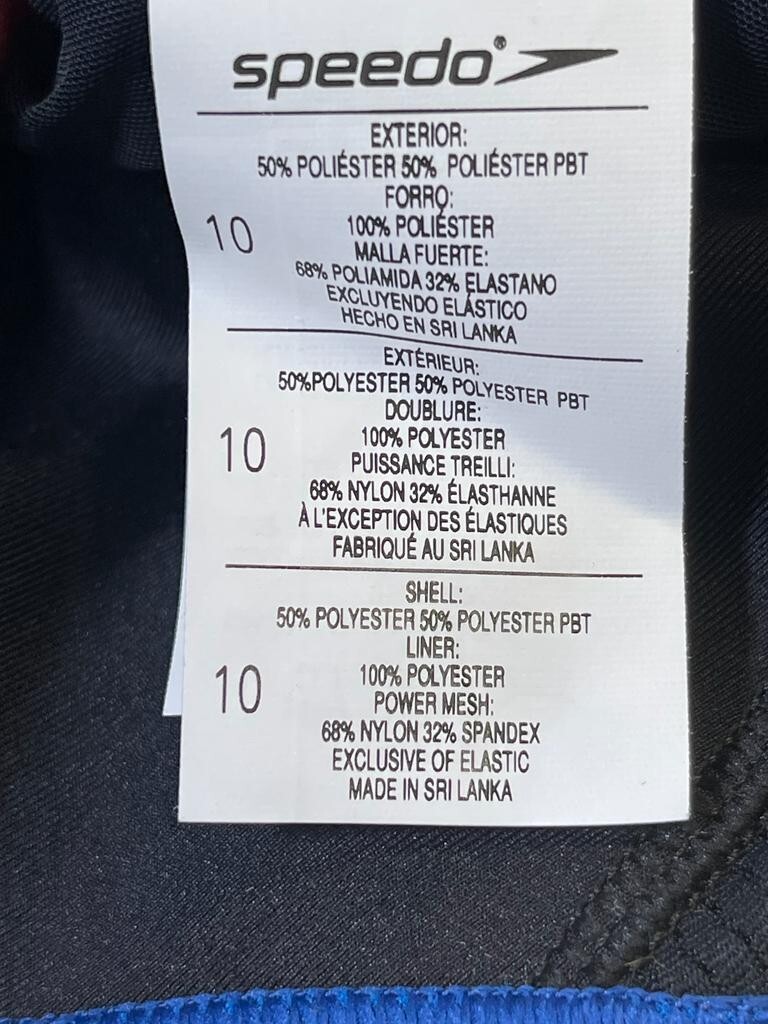 speedo®
EXTERIOR:
50% POLIÉSTER 50% POLIÉSTER PBT
FORRO:
100% POLIÉSTER
10
MALLA FUERTE:
68% POLIAMIDA 32% ELASTANO
EXCLUYENDO ELÁSTICO
HECHO EN SRI LANKA
EXTÉRIEUR:
50%POLYESTER 50% POLYESTER PBT
DOUBLURE:
100% POLYESTER
10
PUISSANCE TREILLI:
68% NYLON 32% ÉLASTHANNE
À L'EXCEPTION DES ÉLASTIQUES
FABRIQUÉ AU SRI LANKA
SHELL:
50% POLYESTER 50% POLYESTER PBT
LINER:
100% POLYESTER
10
POWER MESH:
68% NYLON 32% SPANDEX
EXCLUSIVE OF ELASTIC
MADE IN SRI LANKA